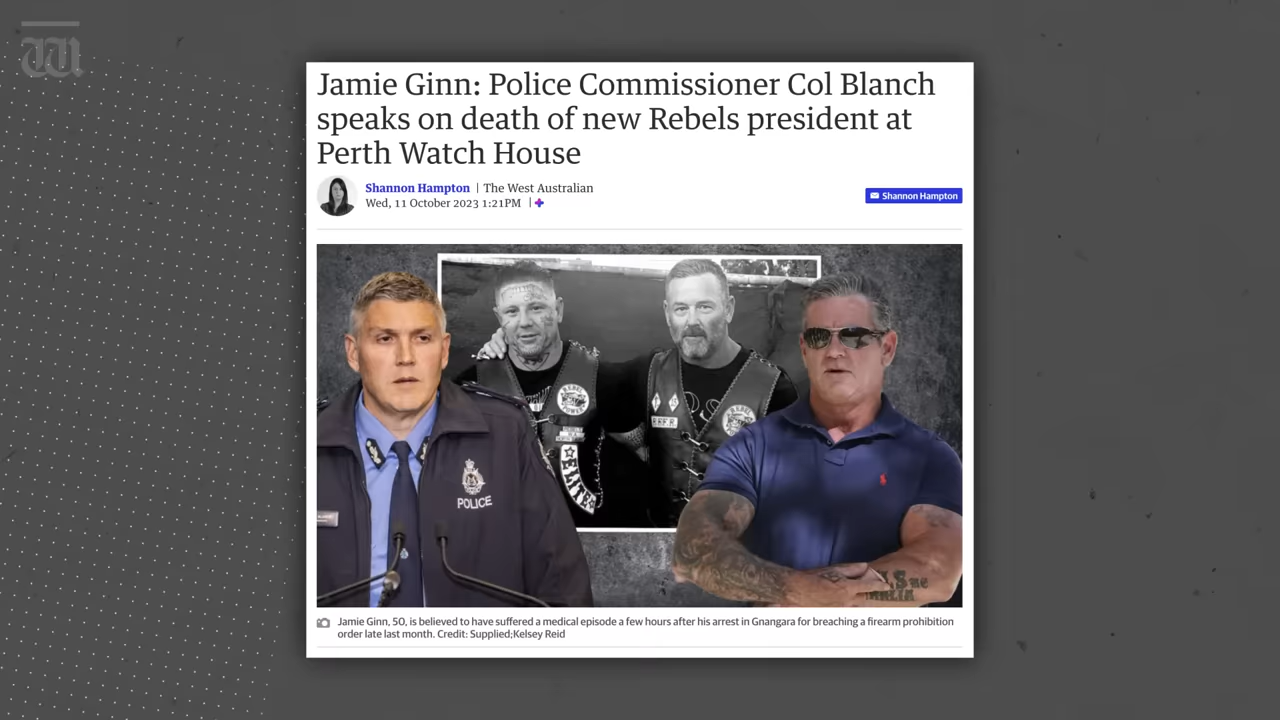 W
Jamie Ginn: Police Commissioner Col Blanch
speaks on death of new Rebels president at
Perth Watch House
Shannon Hampton | The West Australian
Wed, 11 October 2023 1:21PM |
Shannon Hampton
REBEL
POWER
ELITE
POLICE
Jamie Ginn, 50, is believed to have suffered a medical episode a few hours after his arrest in Gnangara for breaching a firearm prohibition
order late last month. Credit: Supplied;Kelsey Reid